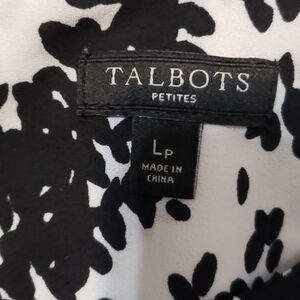 TALBOTS
PETITES
LP
MADE IN
CHINA